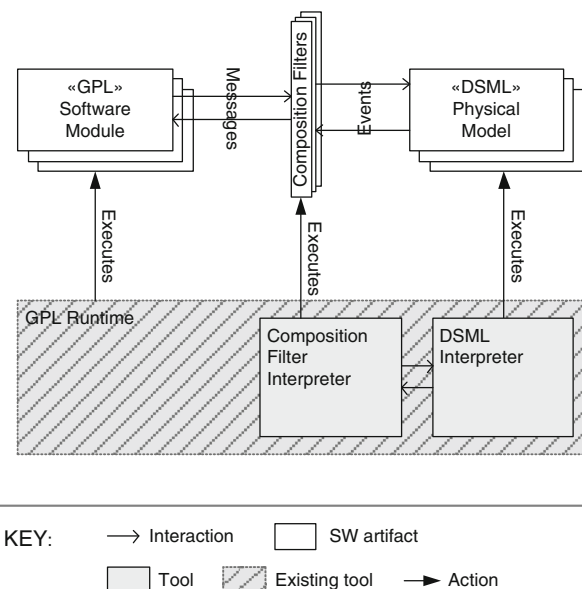 «GPL»
Software
Module
Messages
Composition Filters
Events
«DSML»
Physical
Model
Executes
Executes
Executes
GPL Runtime
Composition
Filter
Interpreter
DSML
Interpreter
KEY:
Interaction
SW artifact
Tool
Existing tool
Action